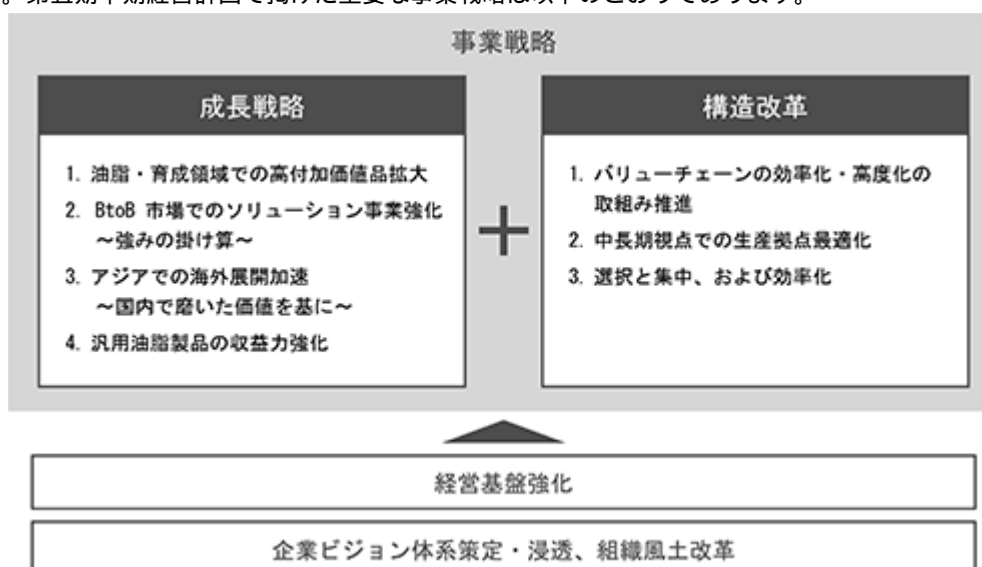 。第五期中期経営計画で掲げた主要な事業戦略は以下のとおりであります。
事業戦略
成長戦略
1. 油脂・育成領域での高付加価値品拡大
2. BtoB 市場でのソリューション事業強化
～強みの掛け算～
3. アジアでの海外展開加速
～国内で磨いた価値を基に～
4. 汎用油脂製品の収益力強化
+
構造改革
1. バリューチェーンの効率化・高度化の
取組み推進
2. 中長期視点での生産拠点最適化
3. 選択と集中、および効率化
経営基盤強化
企業ビジョン体系策定・浸透、組織風土改革